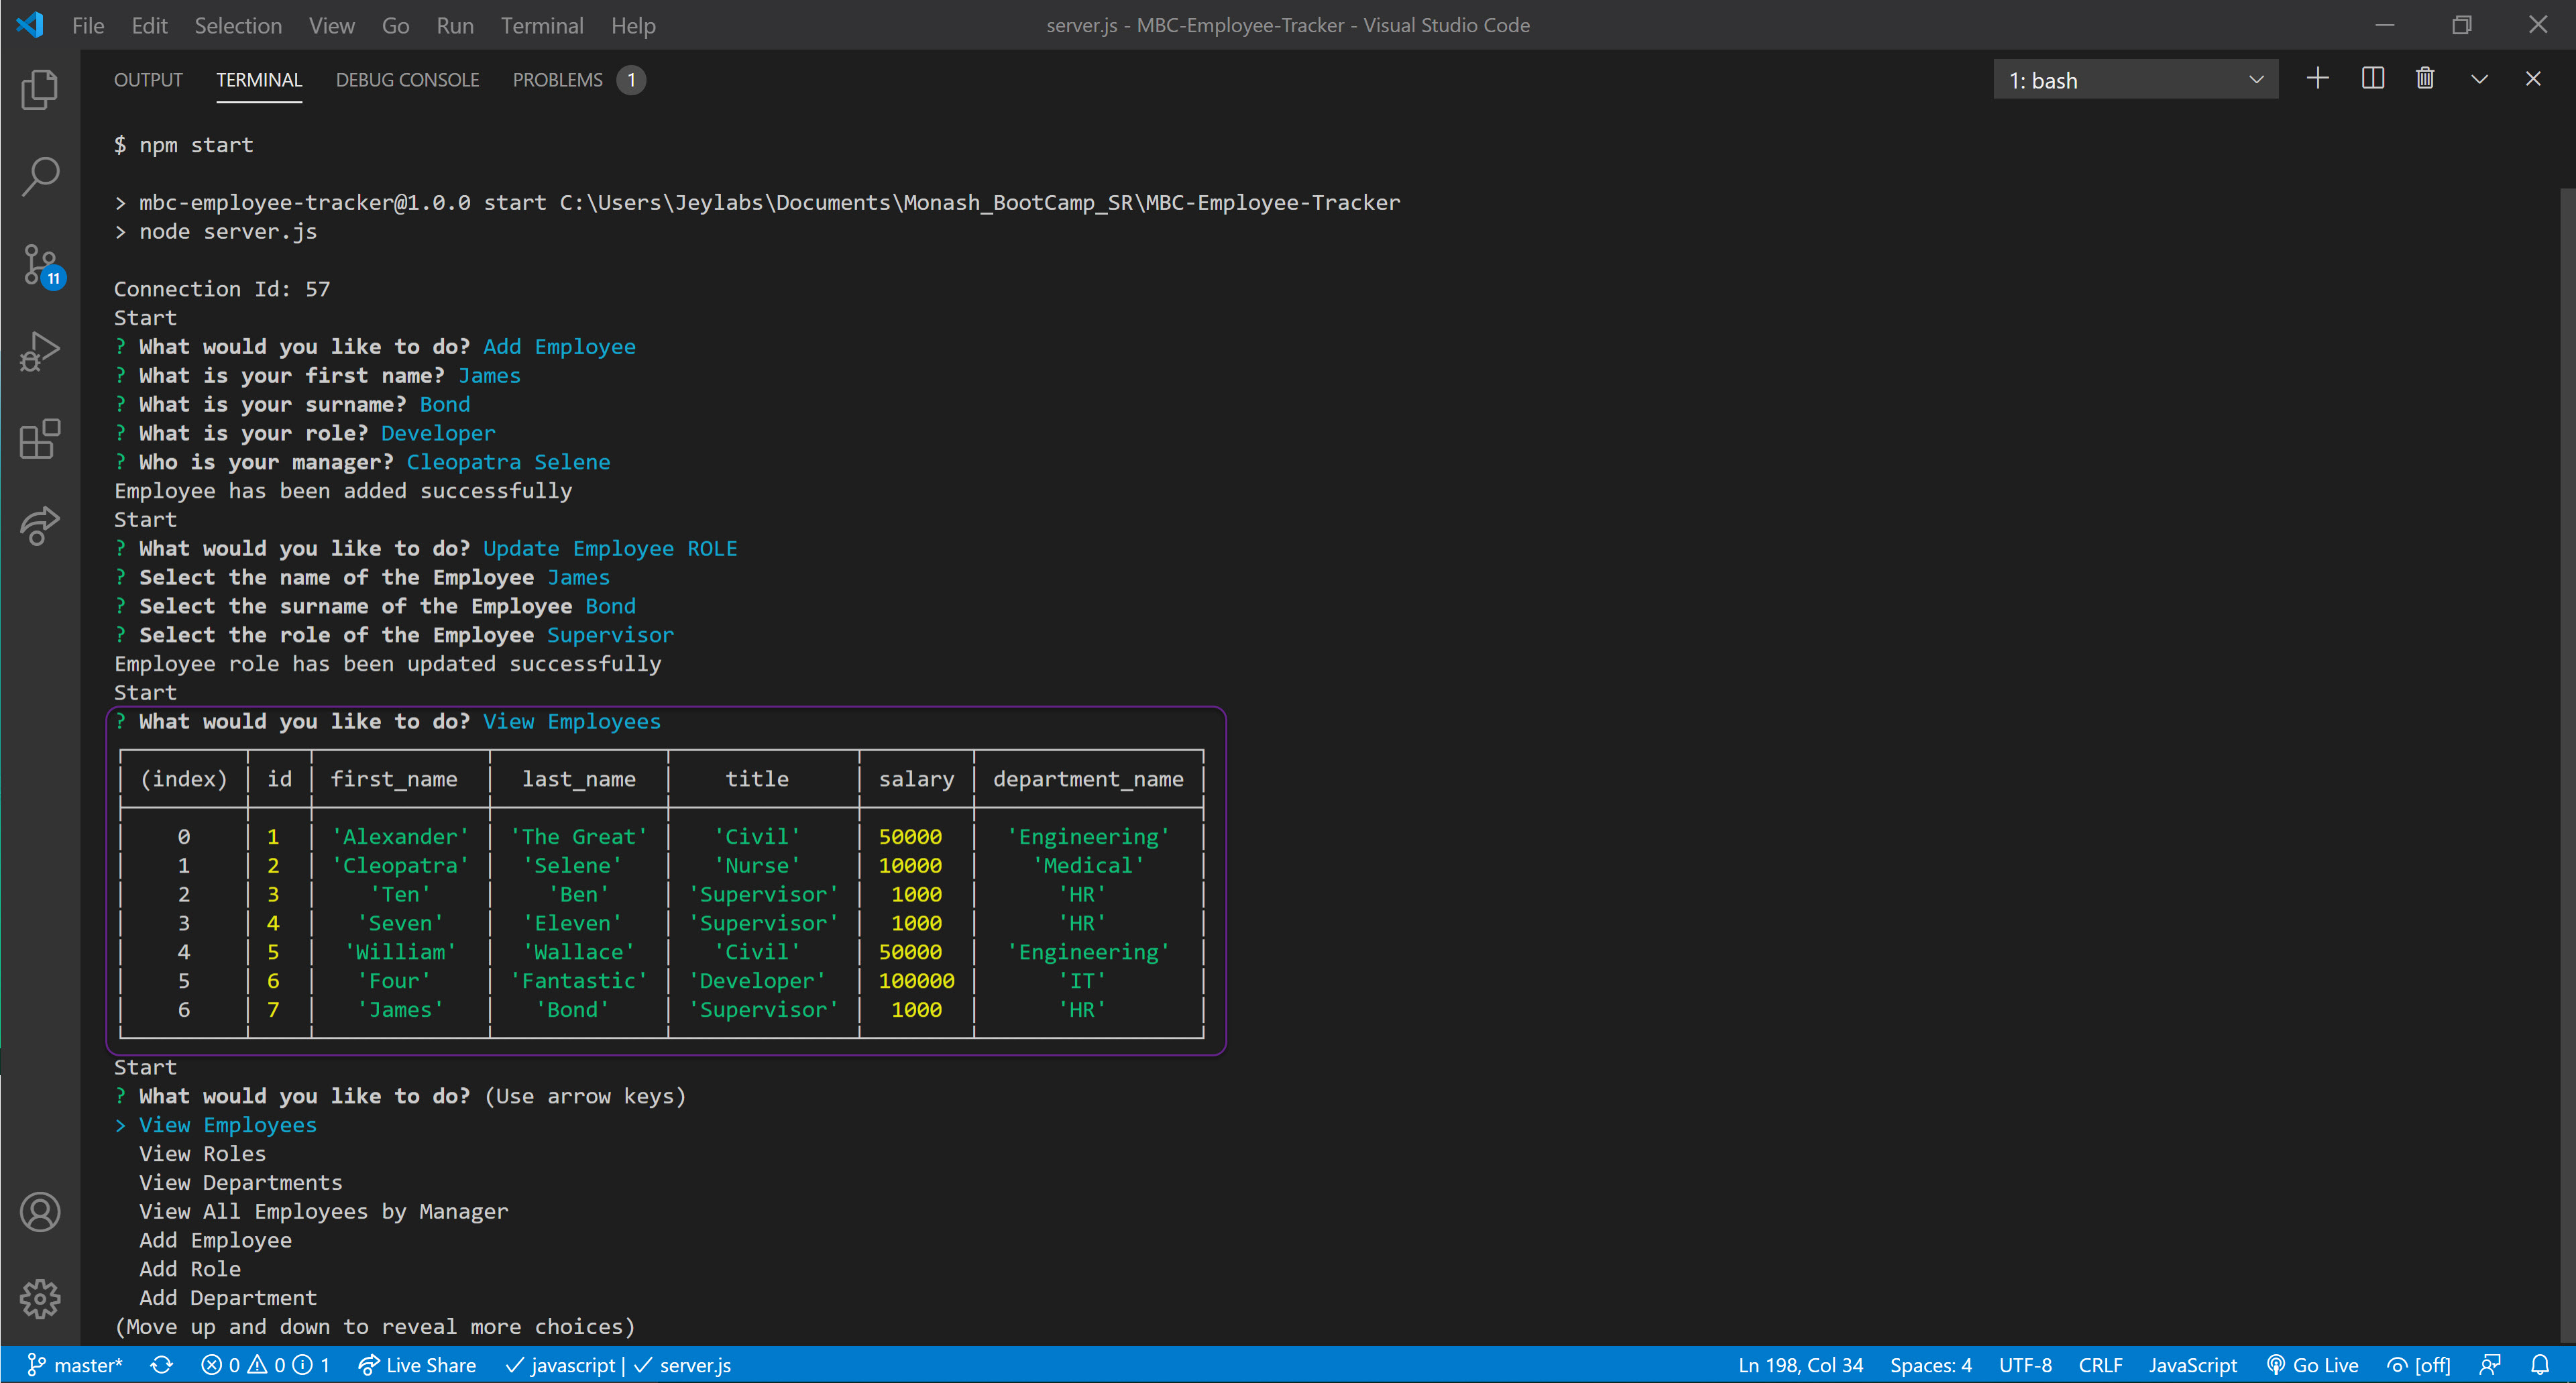 File Edit Selection View Go Run Terminal Help server.js - MBC-Employee-Tracker - Visual Studio Code
OUTPUT TERMINAL DEBUG CONSOLE PROBLEMS 1 1: bash
$ npm start
> mbc-employee-tracker@1.0.0 start C:\Users\Jeylabs\Documents\Monash_BootCamp_SR\MBC-Employee-Tracker
> node server.js
11
Connection Id: 57
Start
? What would you like to do? Add Employee
? What is your first name? James
? What is your surname? Bond
? What is your role? Developer
? Who is your manager? Cleopatra Selene
Employee has been added successfully
Start
? What would you like to do? Update Employee ROLE
? Select the name of the Employee James
? Select the surname of the Employee Bond
? Select the role of the Employee Supervisor
Employee role has been updated successfully
Start
? What would you like to do? View Employees
(index) id first_name last_name title salary department_name
0 1 'Alexander' 'The Great' 'Civil' 50000 'Engineering'
1 2 'Cleopatra' 'Selene' 'Nurse' 10000 'Medical'
2 3 'Ten' 'Ben' 'Supervisor' 1000 'HR'
3 4 'Seven' 'Eleven' 'Supervisor' 1000 'HR'
4 5 'William' 'Wallace' 'Civil' 50000 'Engineering'
5 6 'Four' 'Fantastic' 'Developer' 100000 'IT'
6 7 'James' 'Bond' 'Supervisor' 1000 'HR'
Start
? What would you like to do? (Use arrow keys)
> View Employees
View Roles
View Departments
View All Employees by Manager
Add Employee
Add Role
Add Department
(Move up and down to reveal more choices)
master* 0 0 1 Live Share javascript | server.js Ln 198, Col 34 Spaces: 4 UTF-8 CRLF JavaScript Go Live [off]